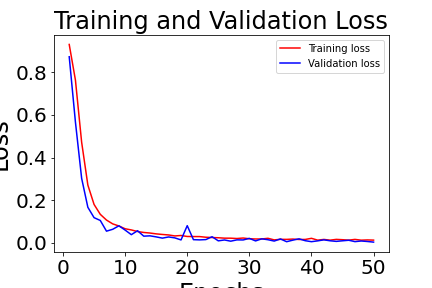 Training and Validation Loss
Training loss
Validation loss
Loss
0.8
0.6
0.4
0.2
0.0
0 10 20 30 40 50
Epochs